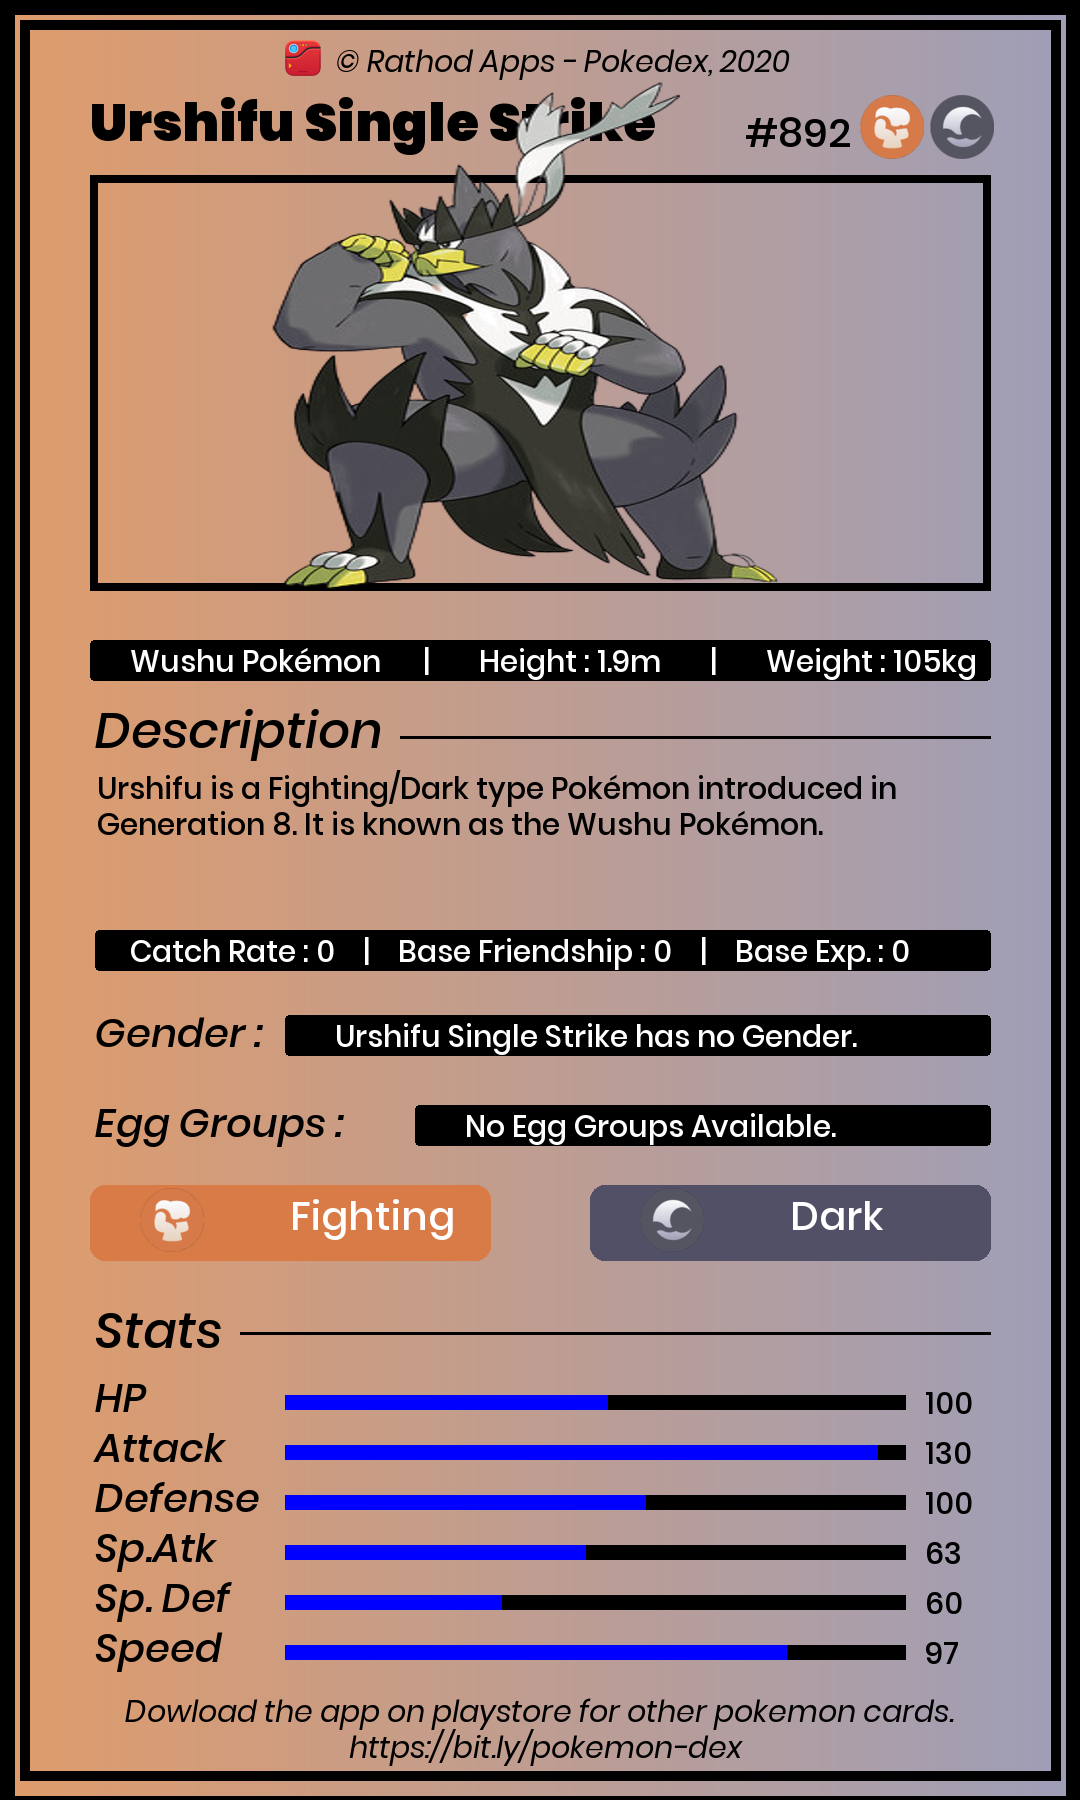 © Rathod Apps - Pokedex, 2020
Urshifu Single Strike #892
Wushu Pokémon | Height : 1.9m | Weight : 105kg
Description
Urshifu is a Fighting/Dark type Pokémon introduced in
Generation 8. It is known as the Wushu Pokémon.
Catch Rate : 0 | Base Friendship : 0 | Base Exp. : 0
Gender : Urshifu Single Strike has no Gender.
Egg Groups : No Egg Groups Available.
Fighting Dark
Stats
HP 100
Attack 130
Defense 100
Sp.Atk 63
Sp. Def 60
Speed 97
Dowload the app on playstore for other pokemon cards.
https://bit.ly/pokemon-dex